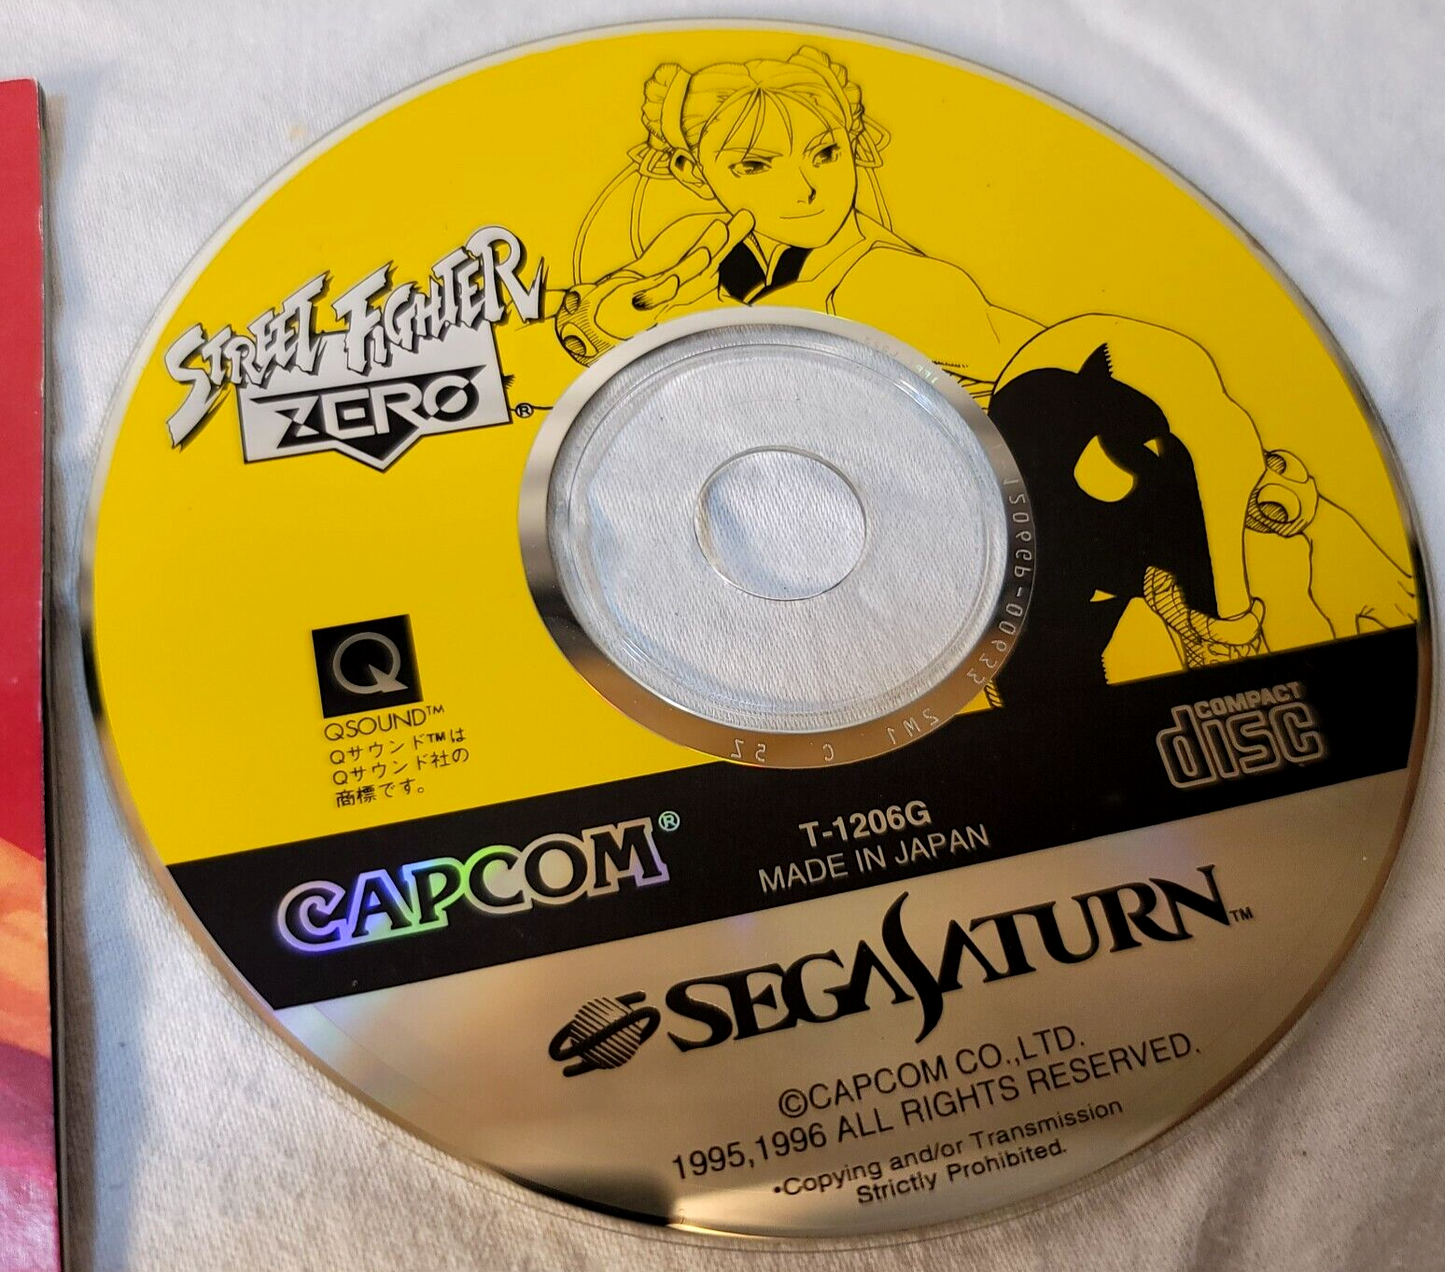 STREET FIGHTER
ZERO®
Q
QSOUND™
Qサウンド™は
Qサウンド社の
商標です。
COMPACT
disc
CAPCOM®
T-1206G
MADE IN JAPAN
SEGA SATURN™
©CAPCOM CO.,LTD.
1995,1996 ALL RIGHTS RESERVED.
•Copying and/or Transmission
Strictly Prohibited.